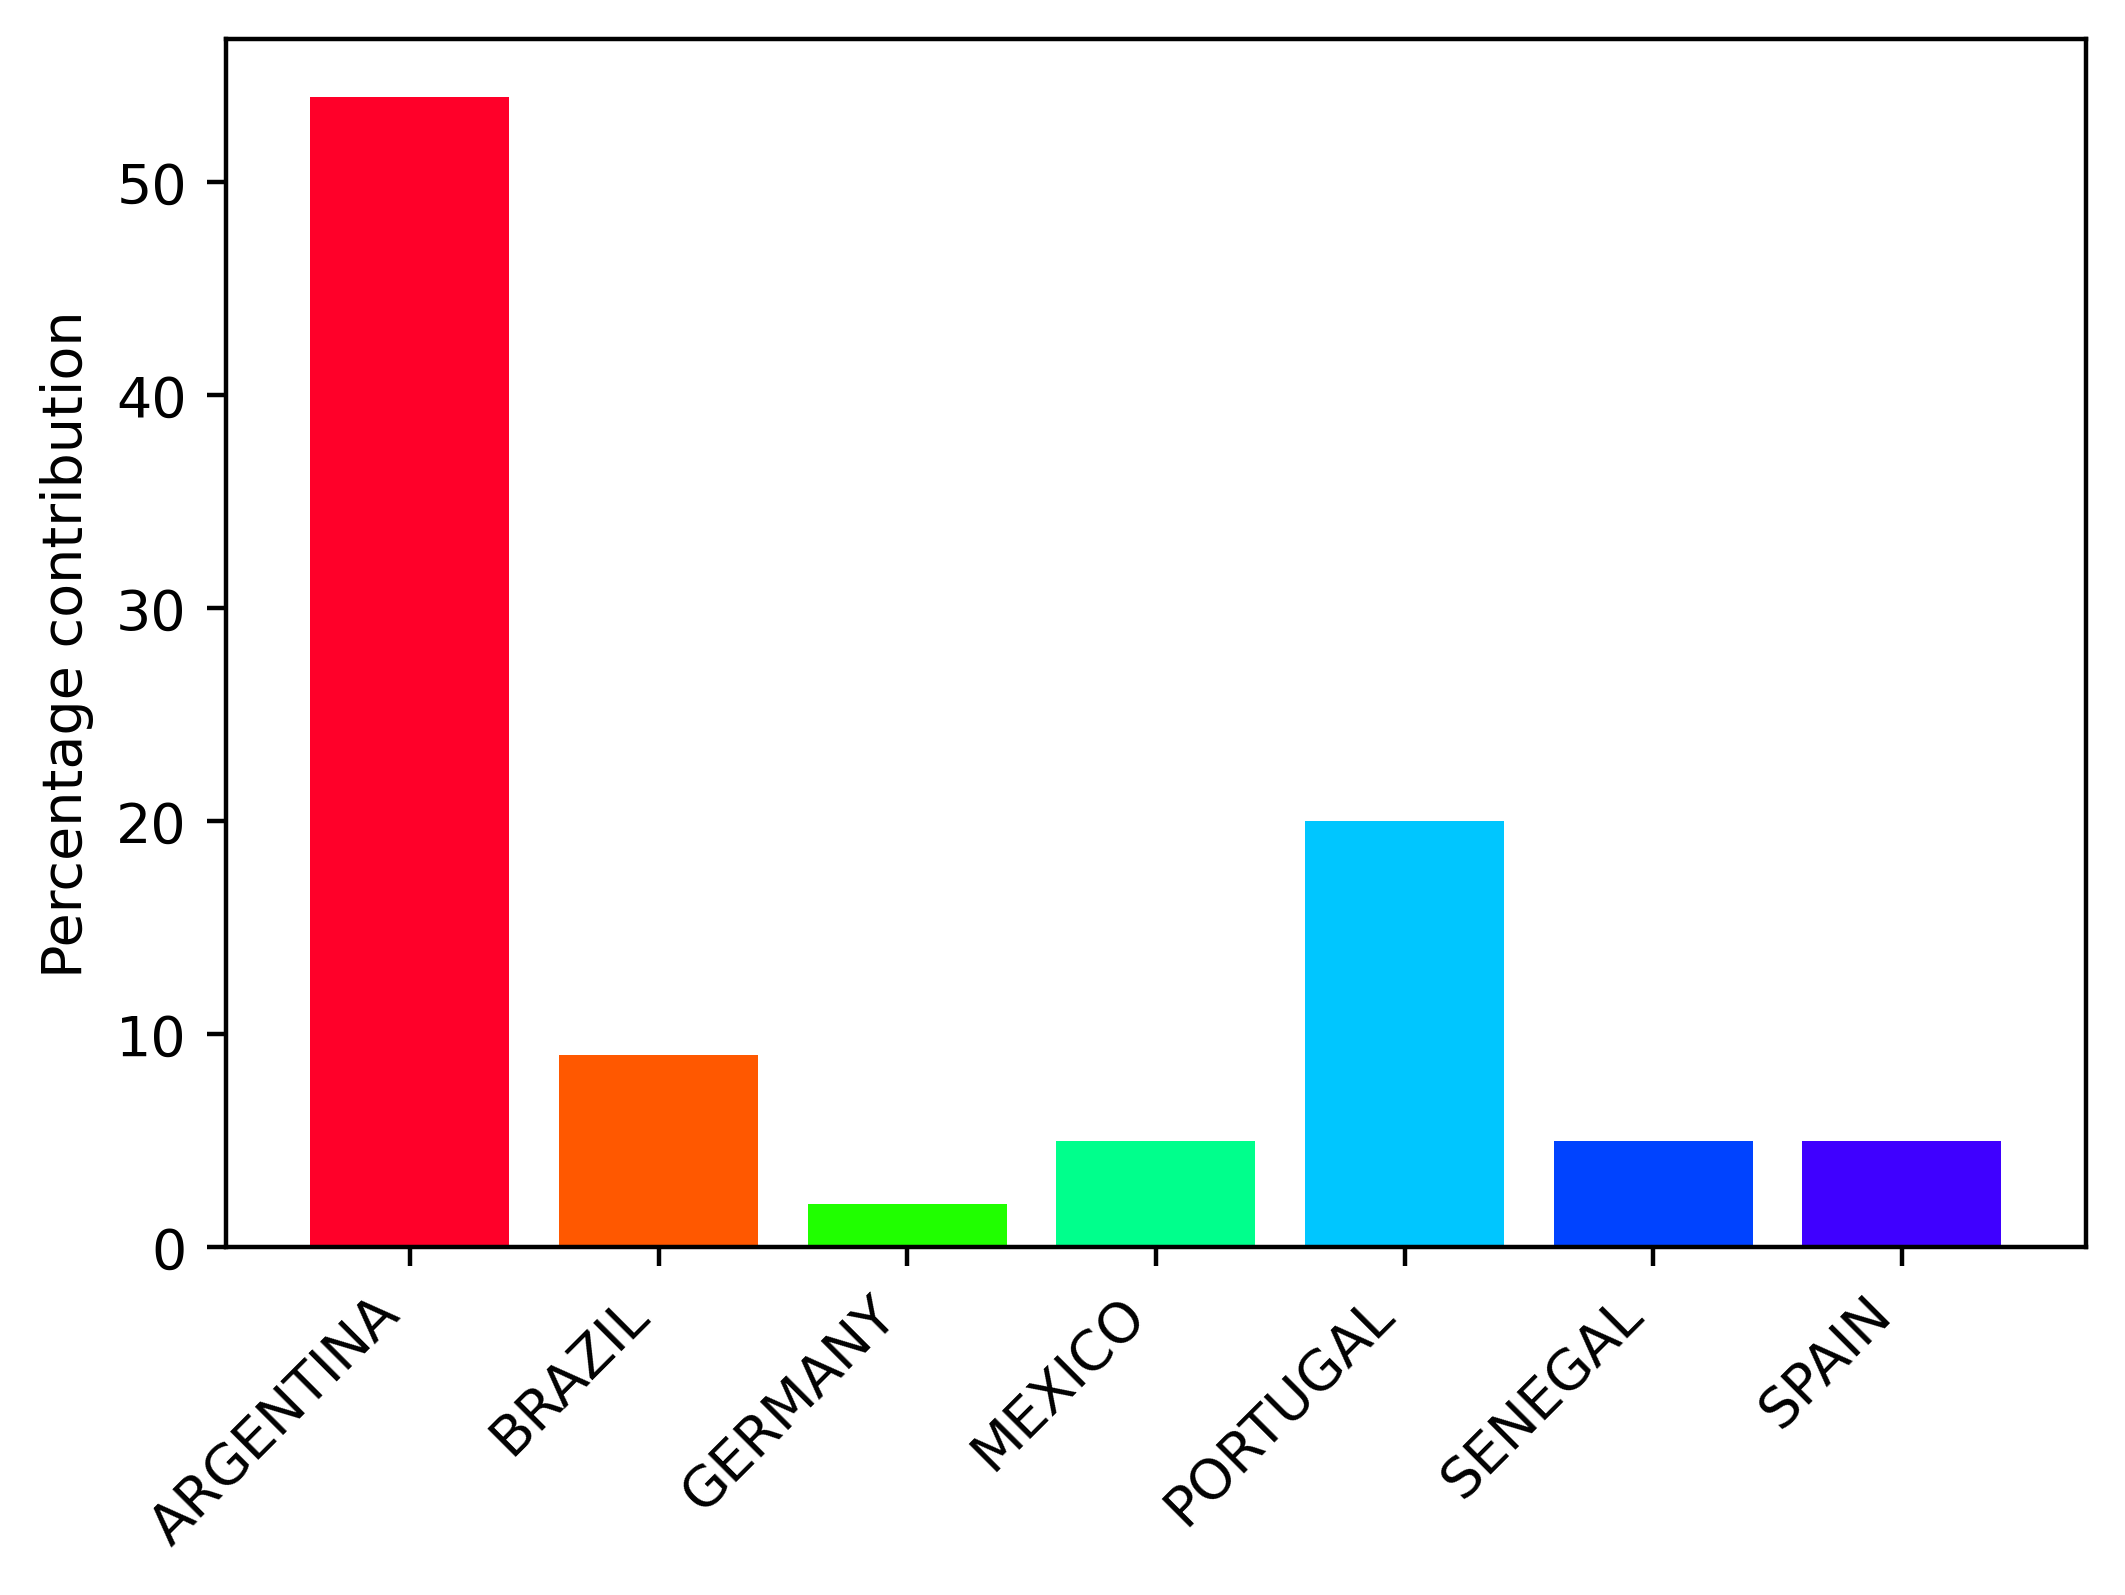 Percentage contribution
50
40
30
20
10
0
ARGENTINA
BRAZIL
GERMANY
MEXICO
PORTUGAL
SENEGAL
SPAIN